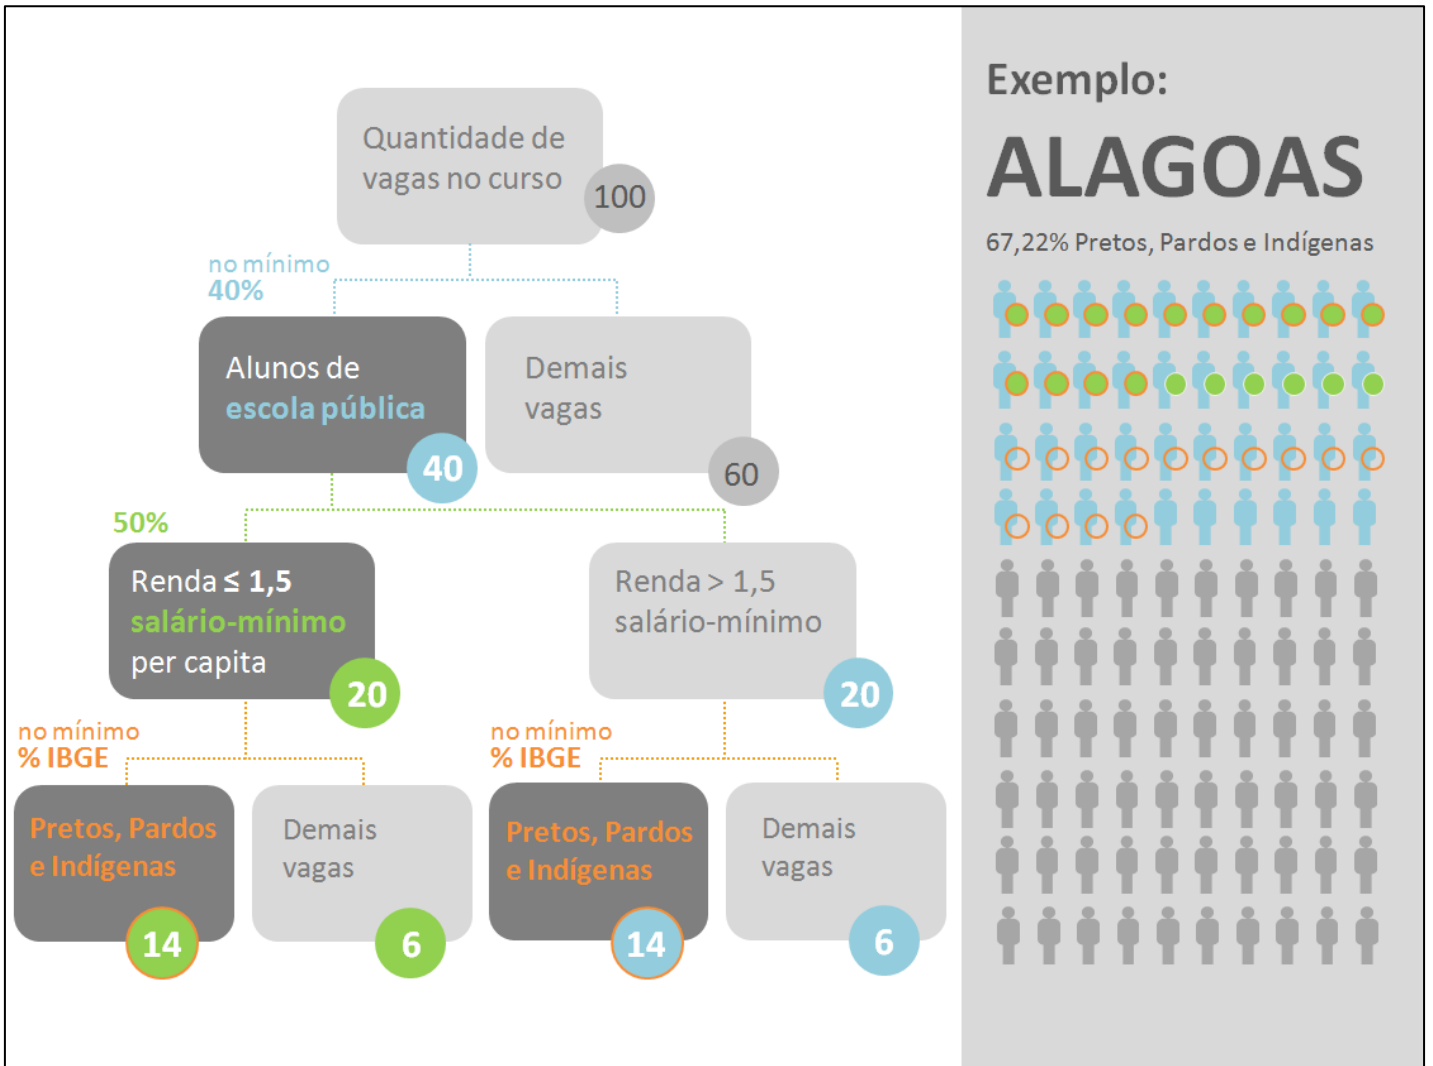 Quantidade de
vagas no curso
100
no mínimo
40%
Alunos de
escola pública
40
Demais
vagas
60
50%
Renda ≤ 1,5
salário-mínimo
per capita
20
Renda > 1,5
salário-mínimo
20
no mínimo
% IBGE
Pretos, Pardos
e Indígenas
14
Demais
vagas
6
no mínimo
% IBGE
Pretos, Pardos
e Indígenas
14
Demais
vagas
6
Exemplo:
ALAGOAS
67,22% Pretos, Pardos e Indígenas